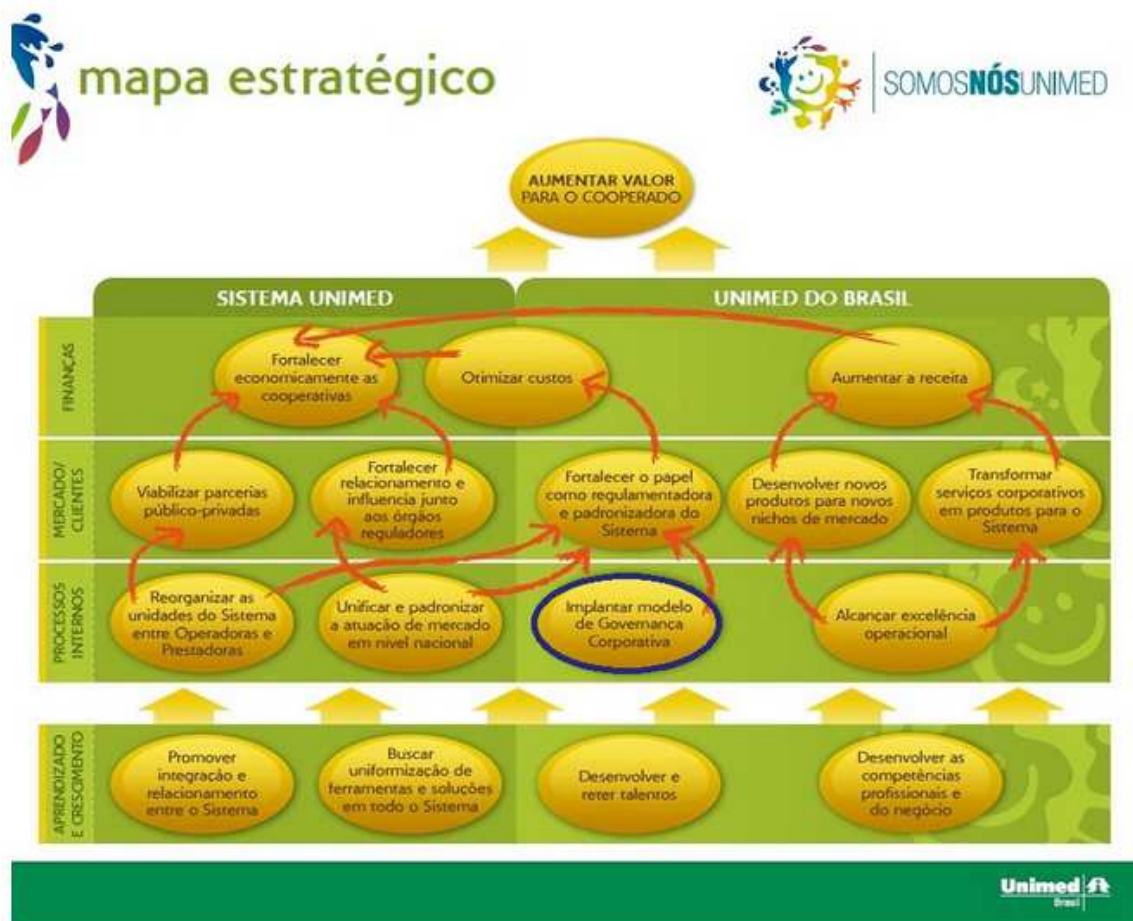 mapa estratégico
SOMOSNÓSUNIMED
AUMENTAR VALOR
PARA O COOPERADO
SISTEMA UNIMED
UNIMED DO BRASIL
FINANÇAS
Fortalecer
economicamente as
cooperativas
Otimizar custos
Aumentar a receita
MERCADO/
CLIENTES
Viabilizar parcerias
público-privadas
Fortalecer
relacionamento e
influencia junto
aos órgãos
reguladores
Fortalecer o papel
como regulamentadora
e padronizadora do
Sistema
Desenvolver novos
produtos para novos
nichos de mercado
Transformar
serviços corporativos
em produtos para o
Sistema
PROCESSOS
INTERNOS
Reorganizar as
unidades do Sistema
entre Operadoras e
Prestadoras
Unificar e padronizar
a atuação de mercado
em nivel nacional
Implantar modelo
de Governança
Corporativa
Alcançar excelência
operacional
APRENDIZADO
E CRESCIMENTO
Promover
integração e
relacionamento
entre o Sistema
Buscar
uniformização de
ferramentas e soluções
em todo o Sistema
Desenvolver e
reter talentos
Desenvolver as
competências
profissionais e
do negócio
Unimed
Brasil